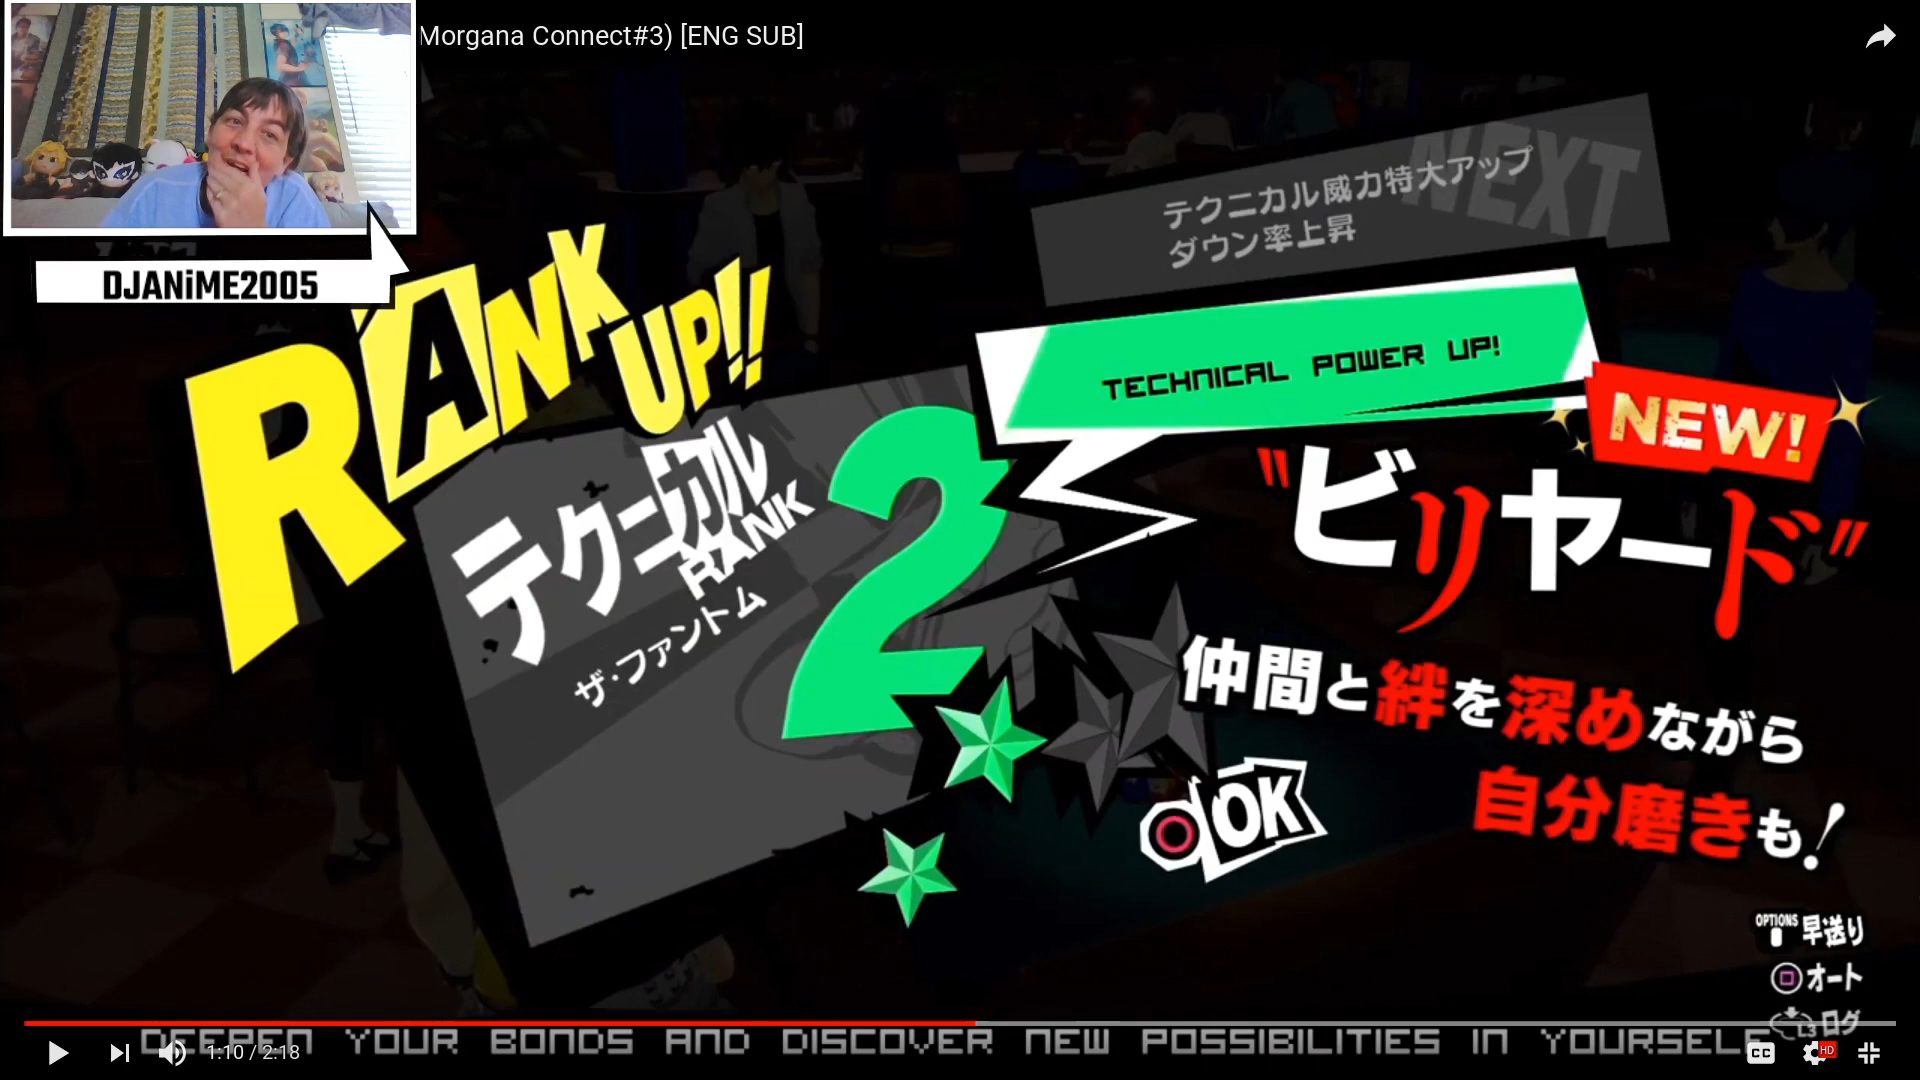 Morgana Connect#3) [ENG SUB]
DJANiME2005
NEXT
テクニカル威力特大アップ
ダウン率上昇
RANK UP!!
TECHNICAL POWER UP!
NEW!
テクニカル
RANK
2
ザ・ファントム
"ビリヤード"
仲間と絆を深めながら
自分磨きも!
OK
OPTIONS 早送り
オート
L3 ログ
DEEPEN YOUR BONDS AND DISCOVER NEW POSSIBILITIES IN YOURSELF
1:10 / 2:18
CC
HD